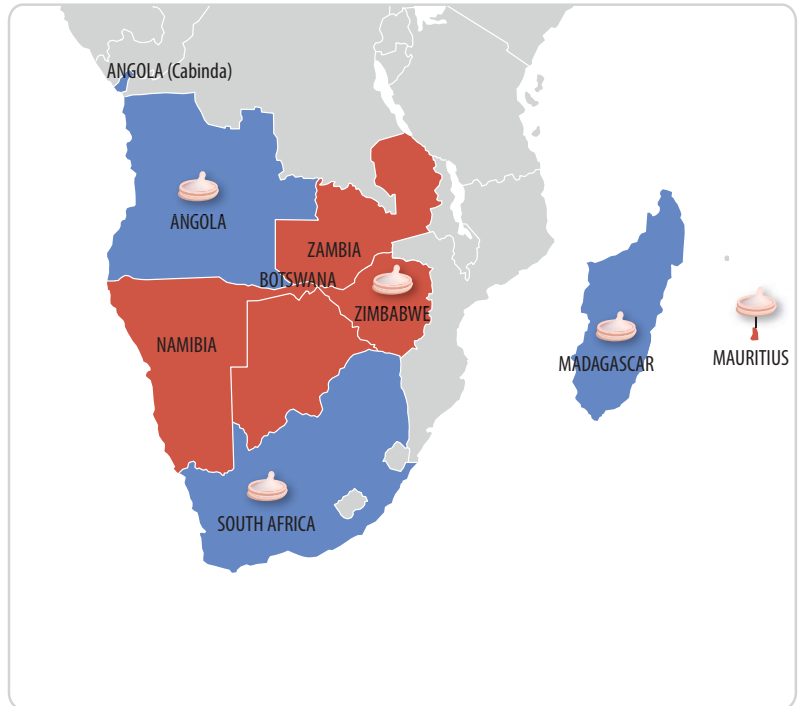 ANGOLA (Cabinda)
ANGOLA
ZAMBIA
BOTSWANA
ZIMBABWE
NAMIBIA
MADAGASCAR
MAURITIUS
SOUTH AFRICA